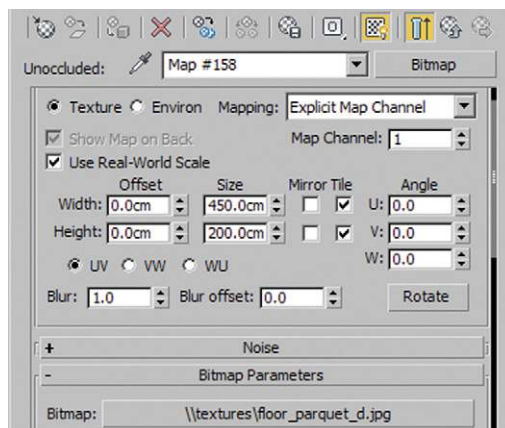 Unoccluded: Map #158 Bitmap
Texture Environ Mapping: Explicit Map Channel
Show Map on Back Map Channel: 1
Use Real-World Scale
Offset Size Mirror Tile Angle
Width: 0.0cm 450.0cm U: 0.0
Height: 0.0cm 200.0cm V: 0.0
UV VW WU W: 0.0
Blur: 1.0 Blur offset: 0.0 Rotate
+ Noise
- Bitmap Parameters
Bitmap: \\textures\floor_parquet_d.jpg